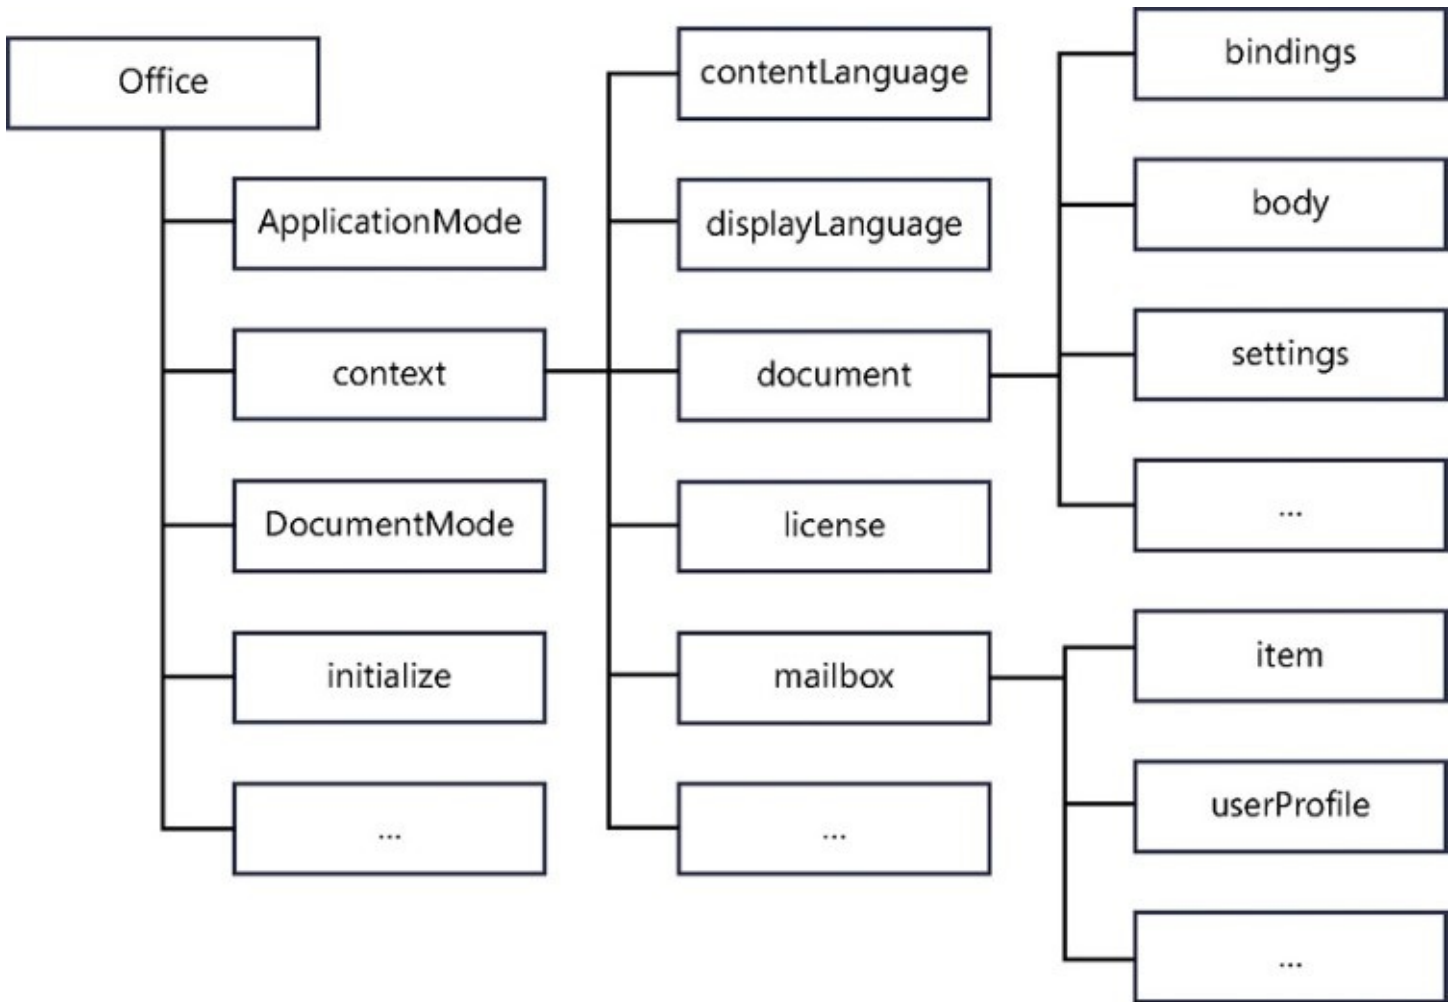 Office
ApplicationMode
context
DocumentMode
initialize
...
contentLanguage
displayLanguage
document
license
mailbox
...
bindings
body
settings
...
item
userProfile
...